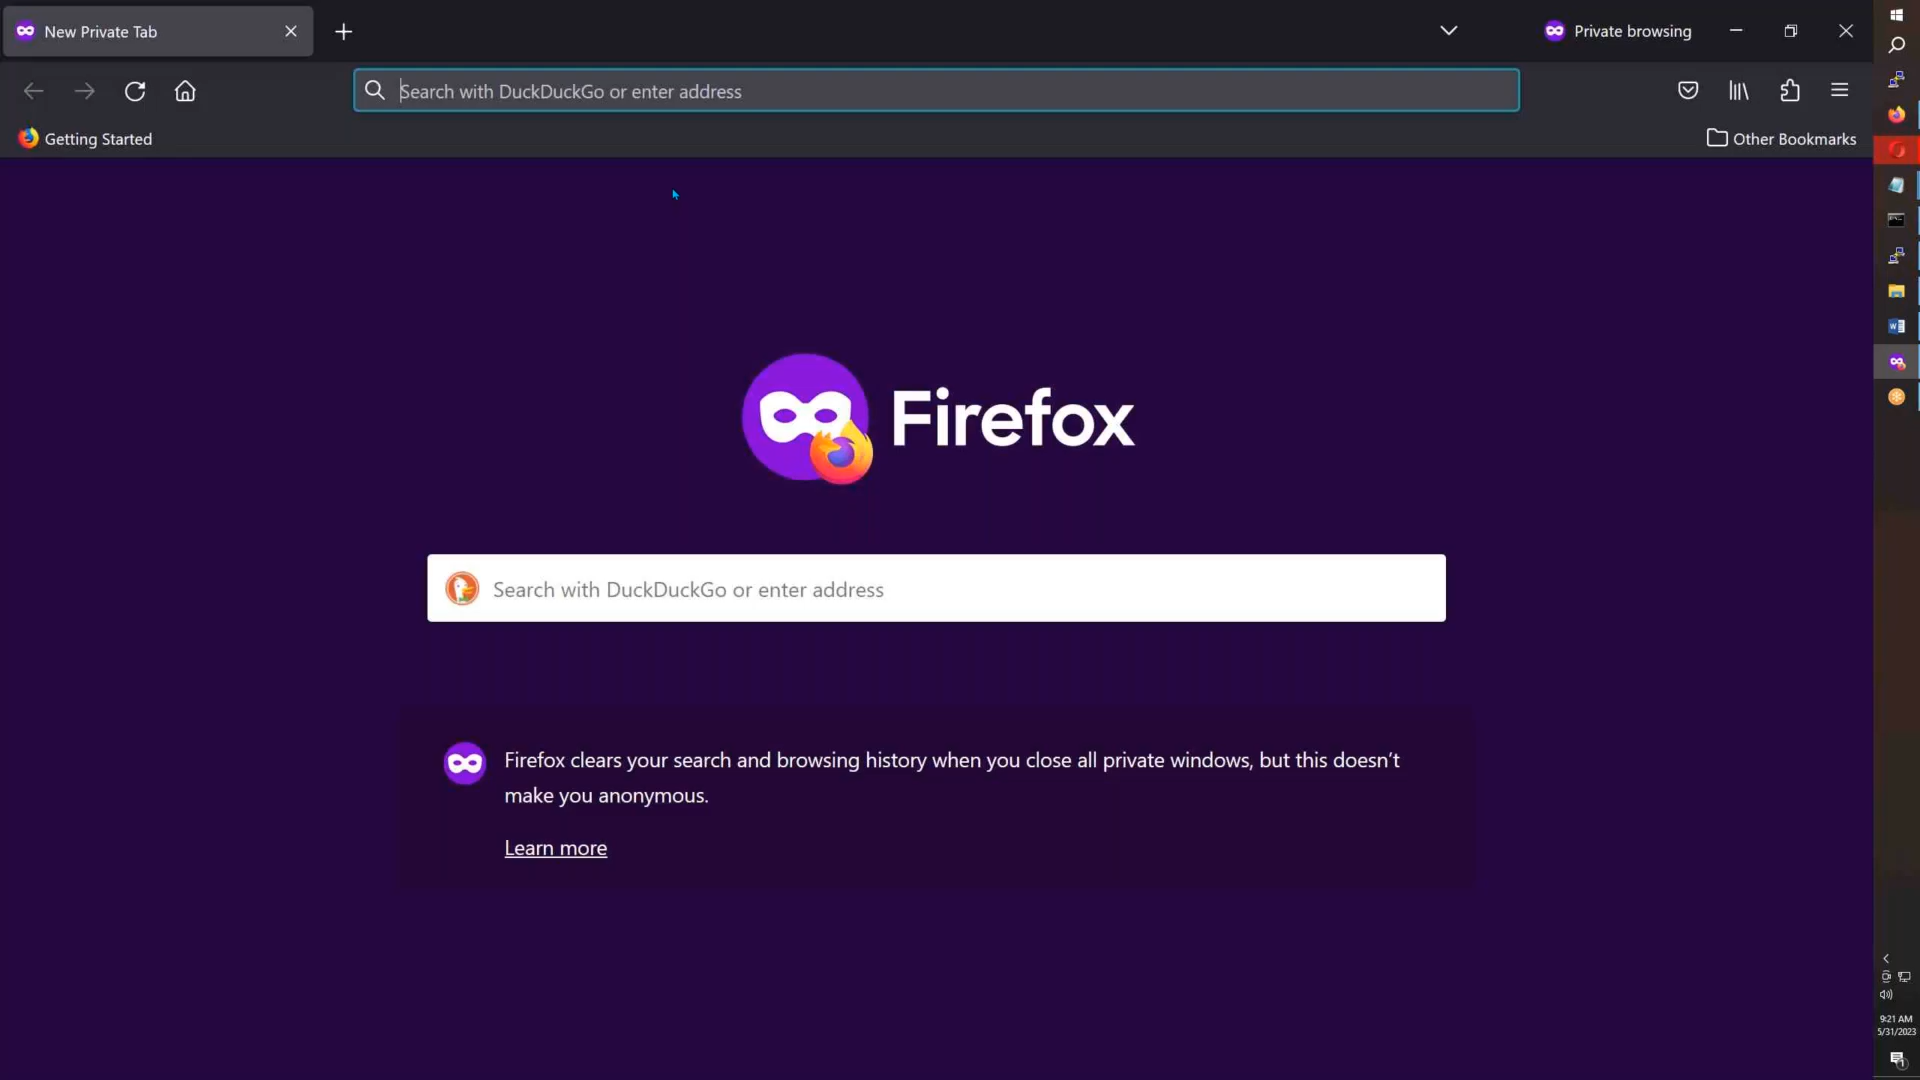 New Private Tab
Private browsing
Search with DuckDuckGo or enter address
Getting Started
Other Bookmarks
Firefox
Search with DuckDuckGo or enter address
Firefox clears your search and browsing history when you close all private windows, but this doesn’t
make you anonymous.
Learn more
9:21 AM
5/31/2023